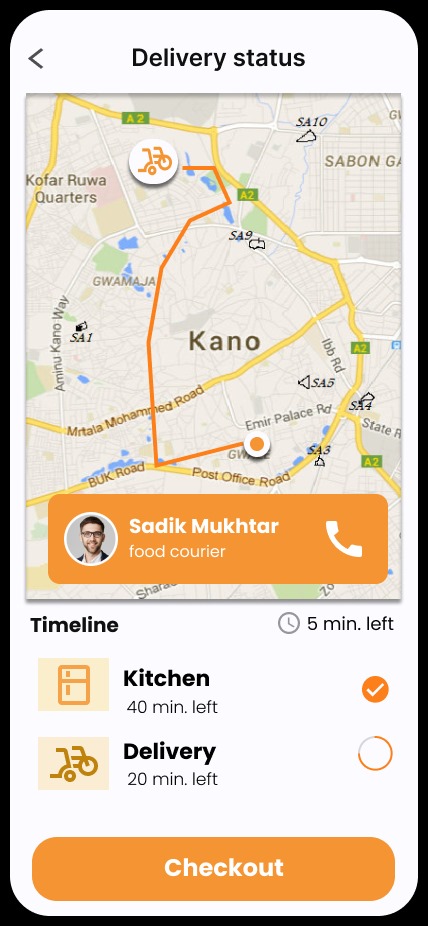 Delivery status
A 2
SA10
SABON GA
Kofar Ruwa
Quarters
A2
SA9
GWAMAJA
Aminu Kano Way
SA1
Kano
Ibb Rd
A2
SA5
SA4
Mrtala Mohammed Road
Emir Palace Rd
State R
SA3
A2
BUK Road
Post Office Road
Sadik Mukhtar
food courier
Timeline
5 min. left
Kitchen
40 min. left
Delivery
20 min. left
Checkout